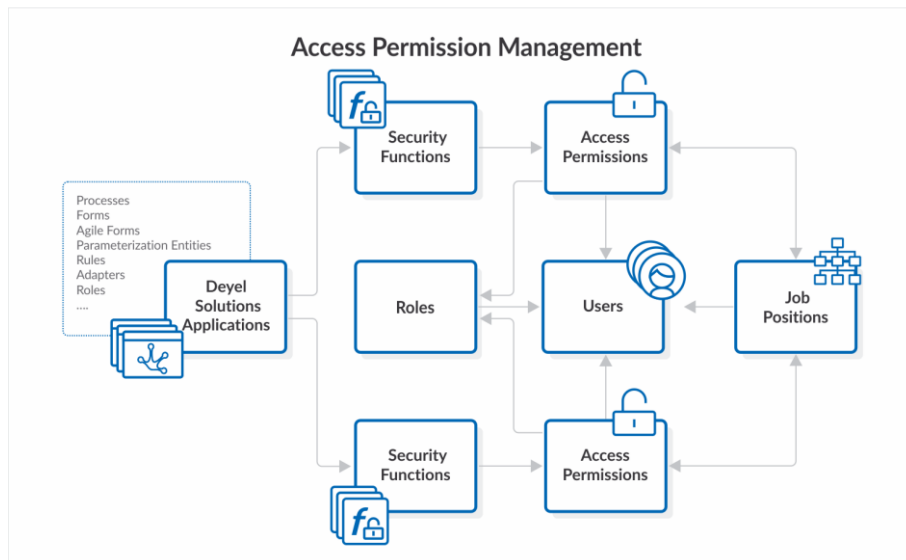 Access Permission Management
Security
Functions
Access
Permissions
Processes
Forms
Agile Forms
Parameterization Entities
Rules
Adapters
Roles
....
Deyel
Solutions
Applications
Roles
Users
Job
Positions
Security
Functions
Access
Permissions
f
f